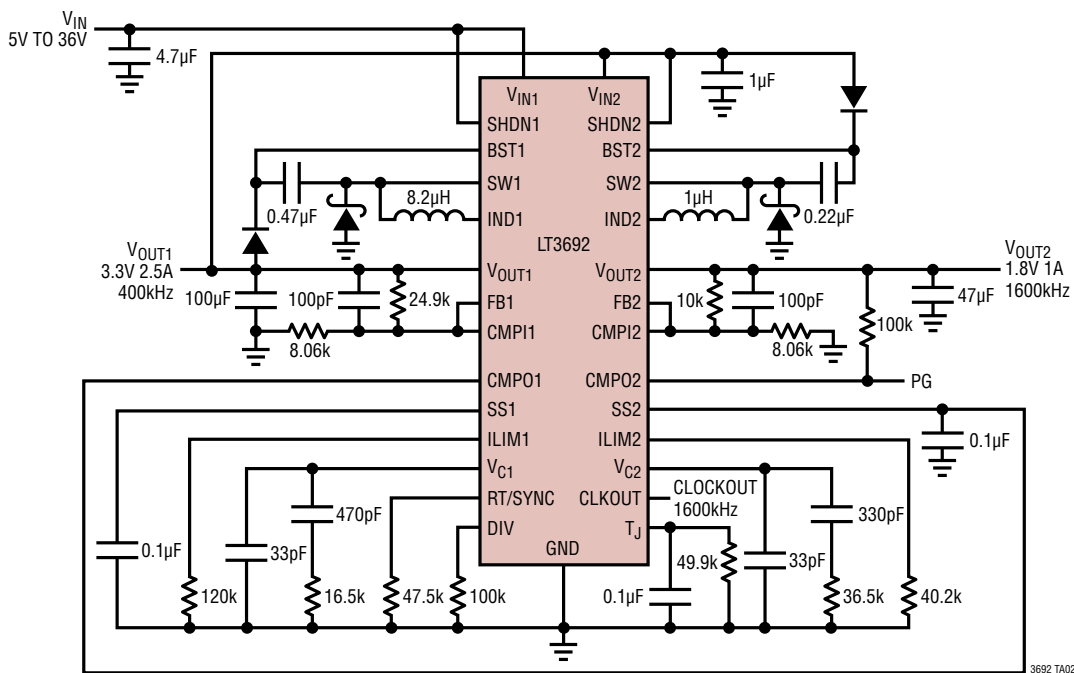 VIN
5V TO 36V
4.7µF
1µF
VIN1
VIN2
SHDN1
SHDN2
BST1
BST2
SW1
SW2
8.2µH
1µH
0.47µF
0.22µF
IND1
IND2
LT3692
VOUT1
3.3V 2.5A
400kHz
VOUT1
VOUT2
VOUT2
1.8V 1A
1600kHz
100µF
100pF
24.9k
FB1
FB2
10k
100pF
47µF
100k
8.06k
CMPI1
CMPI2
8.06k
CMPO1
CMPO2
PG
SS1
SS2
ILIM1
ILIM2
0.1µF
VC1
VC2
RT/SYNC
CLKOUT
CLOCKOUT
1600kHz
470pF
330pF
DIV
TJ
GND
0.1µF
33pF
49.9k
33pF
120k
16.5k
47.5k
100k
0.1µF
36.5k
40.2k
3692 TA02